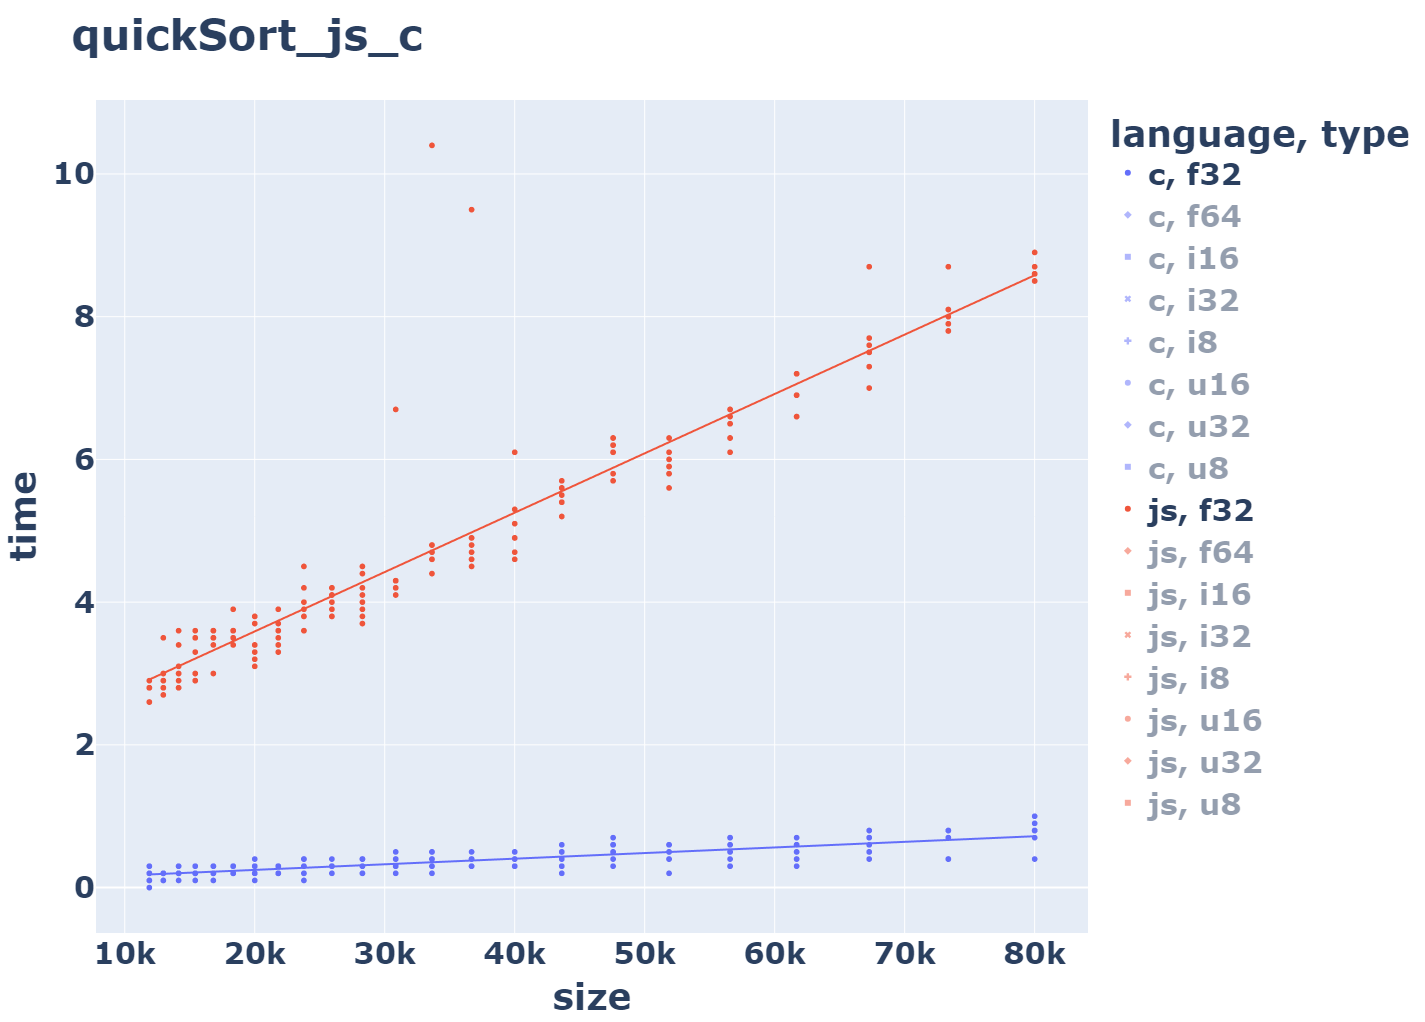 quickSort_js_c
time
10
8
6
4
2
0
10k 20k 30k 40k 50k 60k 70k 80k
size
language, type
c, f32
c, f64
c, i16
c, i32
c, i8
c, u16
c, u32
c, u8
js, f32
js, f64
js, i16
js, i32
js, i8
js, u16
js, u32
js, u8